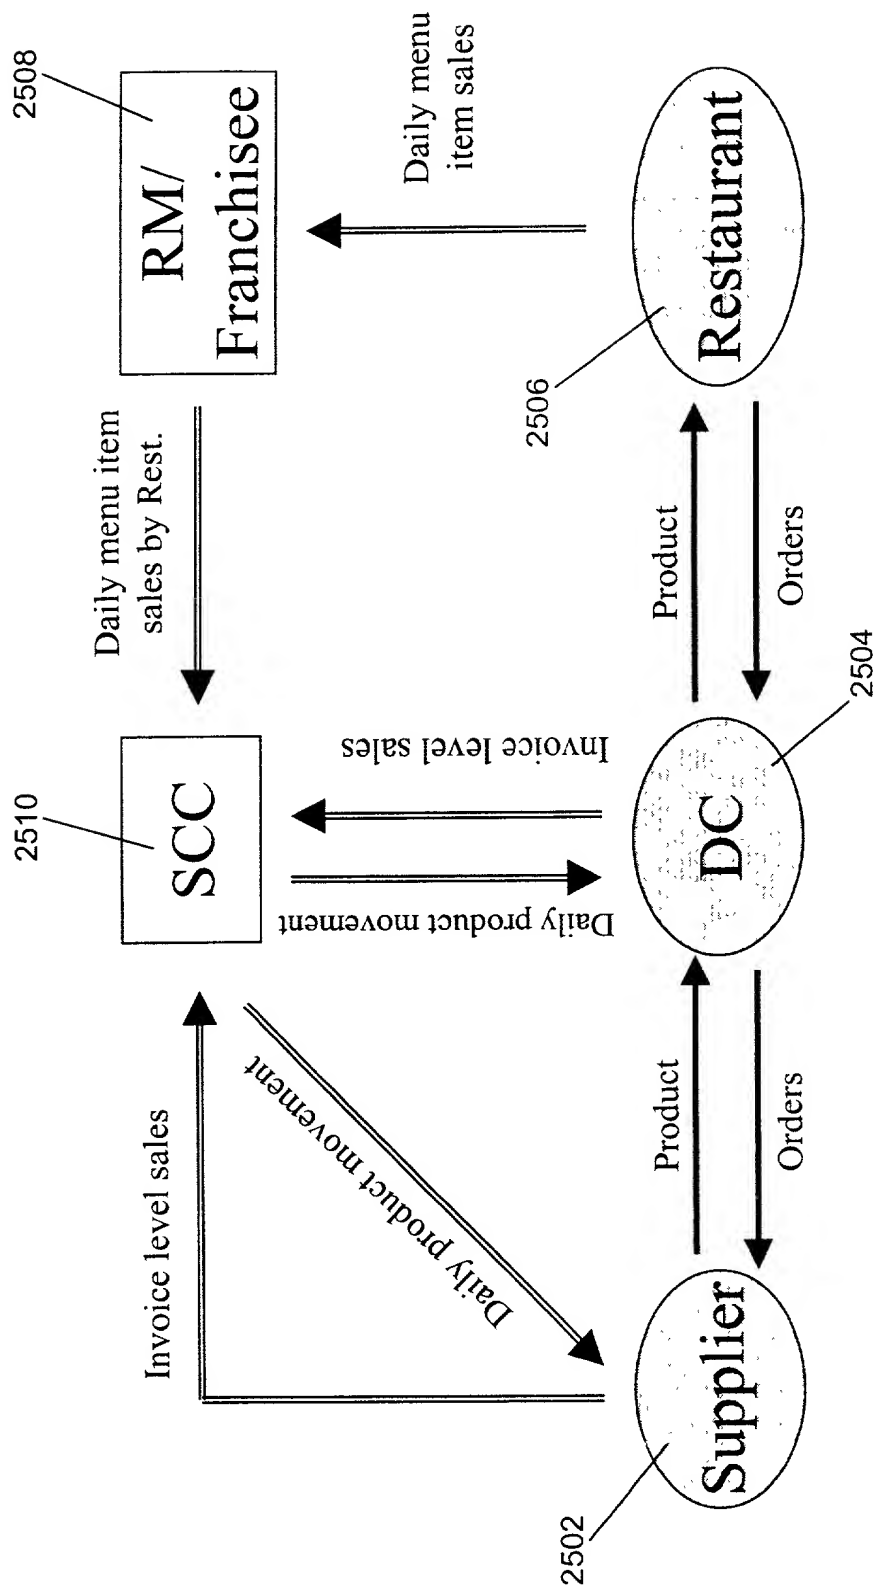 2510
2508
Daily menu item
sales by Rest.
Invoice level sales
SCC
RM/
Franchisee
Daily product movement
Daily product movement
Invoice level sales
Daily menu
item sales
2506
Product
Product
Supplier
DC
Restaurant
Orders
Orders
2502
2504